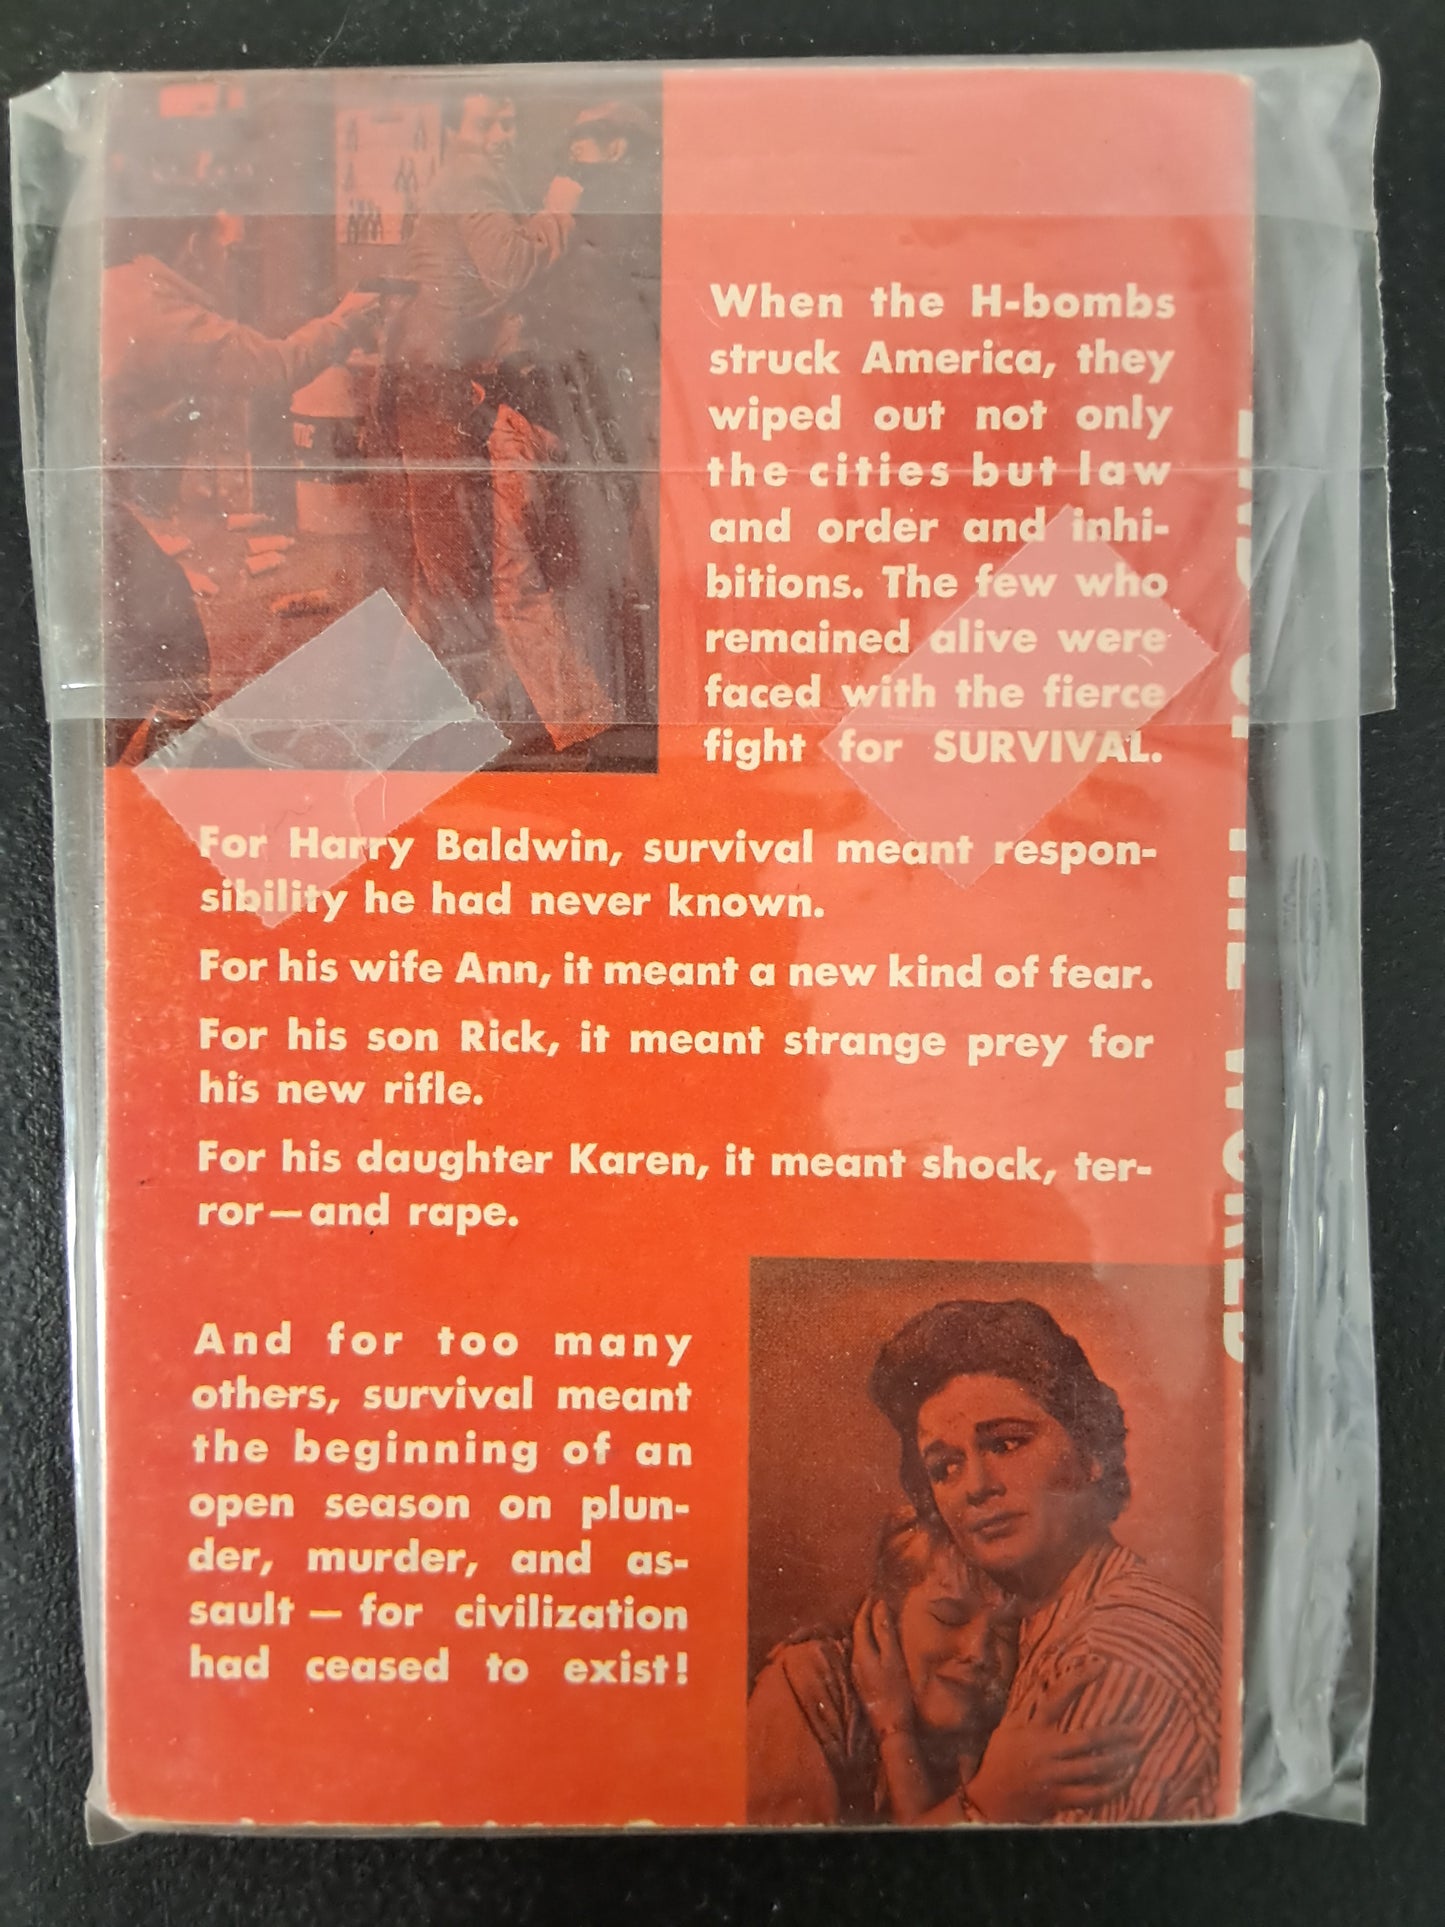 When the H-bombs
struck America, they
wiped out not only
the cities but law
and order and inhi-
bitions. The few who
remained alive were
faced with the fierce
fight for SURVIVAL.
For Harry Baldwin, survival meant respon-
sibility he had never known.
For his wife Ann, it meant a new kind of fear.
For his son Rick, it meant strange prey for
his new rifle.
For his daughter Karen, it meant shock, ter-
ror—and rape.
And for too many
others, survival meant
the beginning of an
open season on plun-
der, murder, and as-
sault — for civilization
had ceased to exist!
THE WORLD